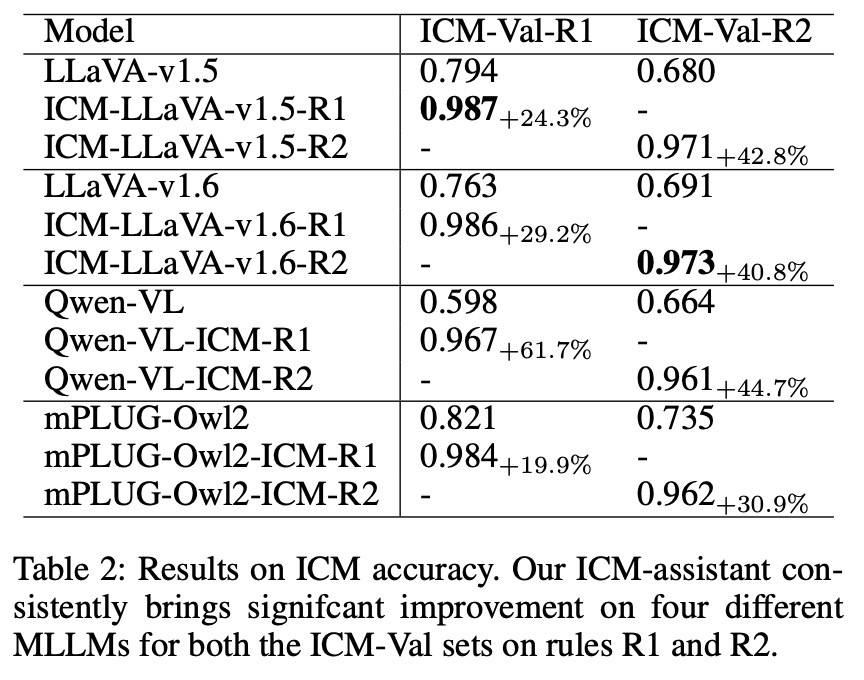 Model ICM-Val-R1 ICM-Val-R2
LLaVA-v1.5 0.794 0.680
ICM-LLaVA-v1.5-R1 0.987+24.3% -
ICM-LLaVA-v1.5-R2 - 0.971+42.8%
LLaVA-v1.6 0.763 0.691
ICM-LLaVA-v1.6-R1 0.986+29.2% -
ICM-LLaVA-v1.6-R2 - 0.973+40.8%
Qwen-VL 0.598 0.664
Qwen-VL-ICM-R1 0.967+61.7% -
Qwen-VL-ICM-R2 - 0.961+44.7%
mPLUG-Owl2 0.821 0.735
mPLUG-Owl2-ICM-R1 0.984+19.9% -
mPLUG-Owl2-ICM-R2 - 0.962+30.9%
Table 2: Results on ICM accuracy. Our ICM-assistant con-
sistently brings signifcant improvement on four different
MLLMs for both the ICM-Val sets on rules R1 and R2.